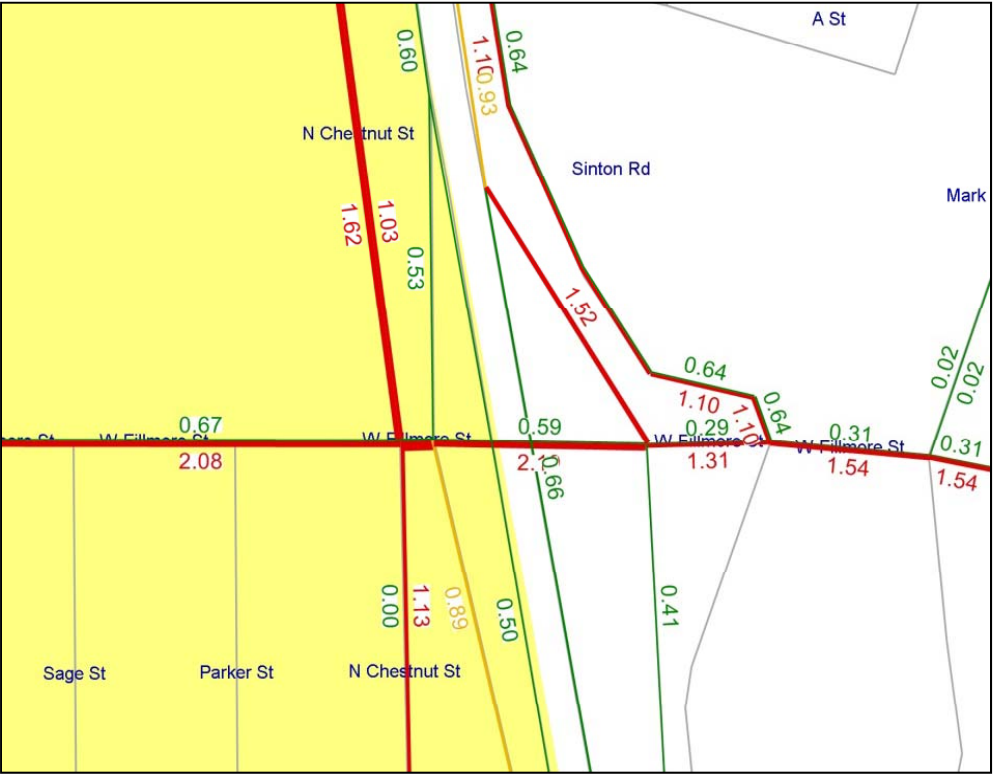 A St
0.60
1.10
0.64
0.93
N Chestnut St
Sinton Rd
Mark
1.62
1.03
0.53
1.52
0.64
0.02
0.02
1.10
1.10
0.64
0.67
W Fillmore St
W Fillmore St
0.59
0.29
W Fillmore St
0.31
W Fillmore St
0.31
2.08
0.66
1.31
1.54
1.54
0.00
1.13
0.89
0.50
0.41
Sage St
Parker St
N Chestnut St